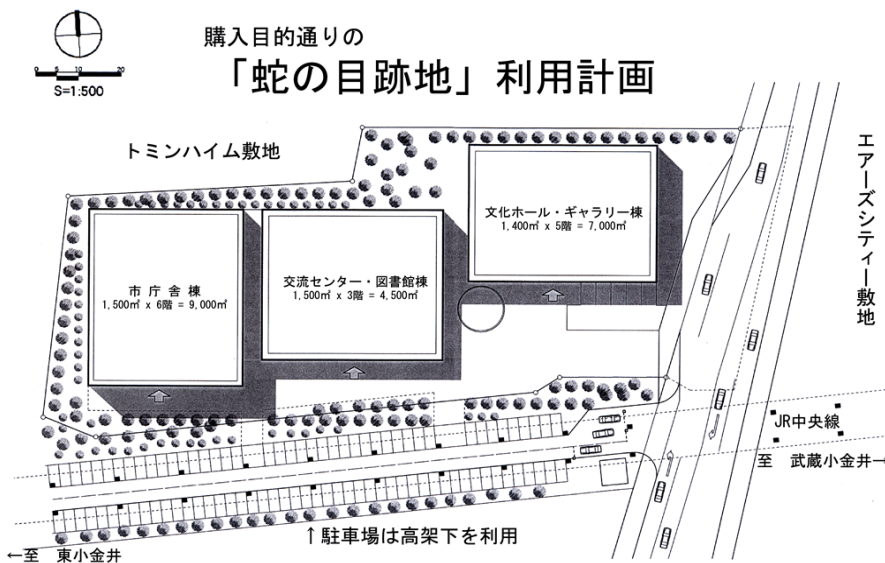 購入目的通りの
「蛇の目跡地」利用計画
0 5 10 20
S=1:500
トミンハイム敷地
エアーズシティー敷地
文化ホール・ギャラリー棟
1,400㎡ x 5階 = 7,000㎡
交流センター・図書館棟
1,500㎡ x 3階 = 4,500㎡
市庁舎棟
1,500㎡ x 6階 = 9,000㎡
JR中央線
至 武蔵小金井→
↑駐車場は高架下を利用
←至 東小金井